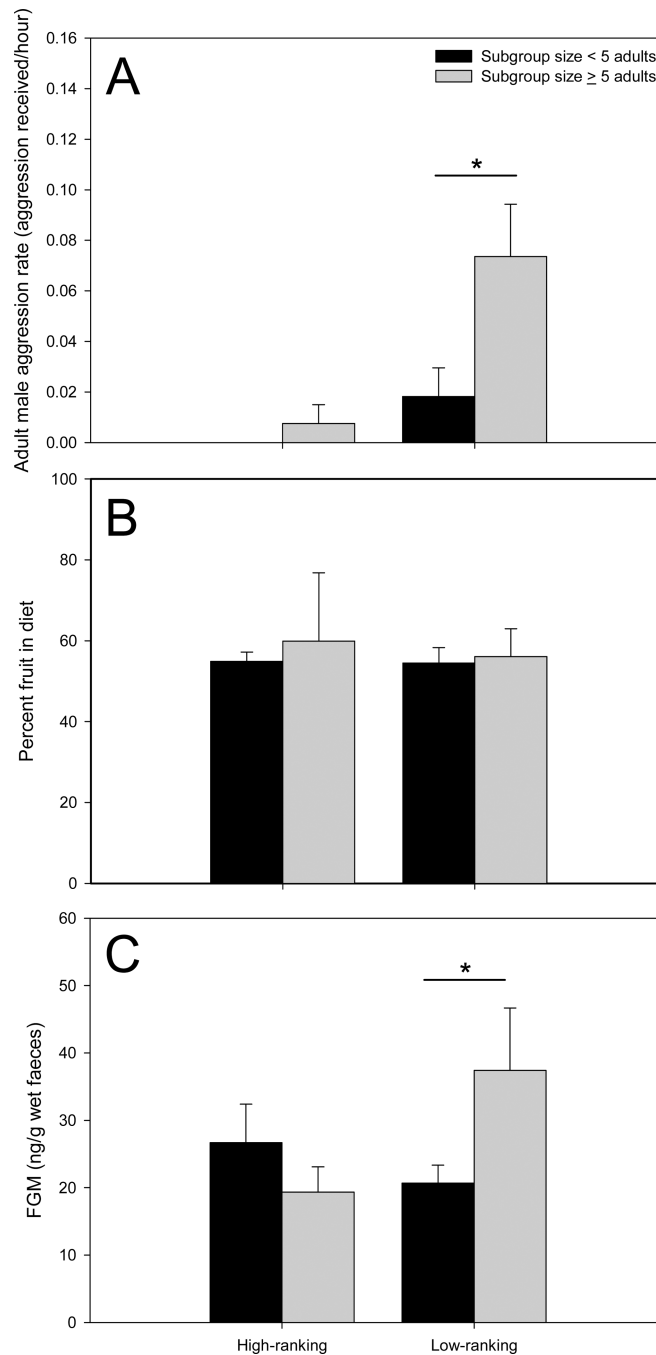 A
Subgroup size < 5 adults
Subgroup size ≥ 5 adults
Adult male aggression rate (aggression received/hour)
0.16
0.14
0.12
0.10
0.08
0.06
0.04
0.02
0.00
*
B
Percent fruit in diet
100
80
60
40
20
0
C
FGM (ng/g wet faeces)
60
50
40
30
20
10
0
*
High-ranking Low-ranking